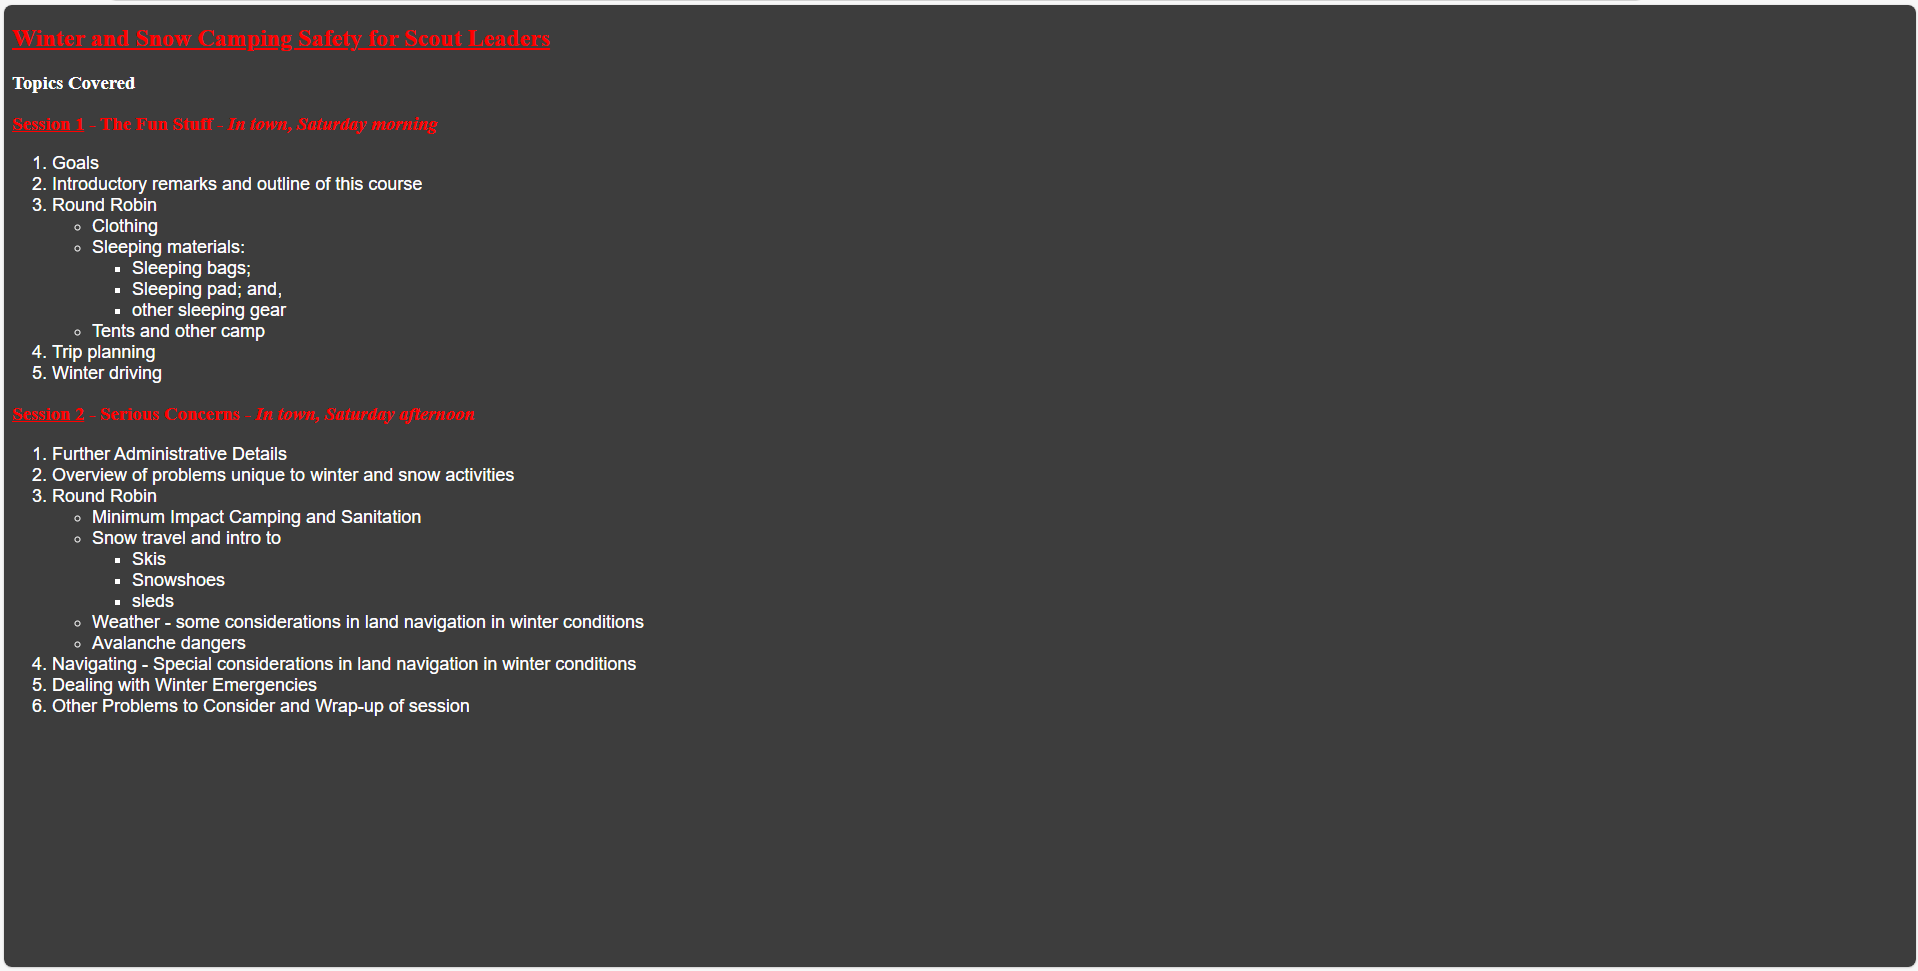 Winter and Snow Camping Safety for Scout Leaders
Topics Covered
Session 1 - The Fun Stuff - In town, Saturday morning
1. Goals
2. Introductory remarks and outline of this course
3. Round Robin
Clothing
Sleeping materials:
Sleeping bags;
Sleeping pad; and,
other sleeping gear
Tents and other camp
4. Trip planning
5. Winter driving
Session 2 - Serious Concerns - In town, Saturday afternoon
1. Further Administrative Details
2. Overview of problems unique to winter and snow activities
3. Round Robin
Minimum Impact Camping and Sanitation
Snow travel and intro to
Skis
Snowshoes
sleds
Weather - some considerations in land navigation in winter conditions
Avalanche dangers
4. Navigating - Special considerations in land navigation in winter conditions
5. Dealing with Winter Emergencies
6. Other Problems to Consider and Wrap-up of session